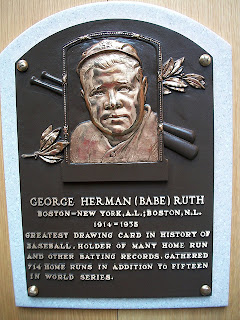 GEORGE HERMAN (BABE) RUTH
BOSTON-NEW YORK, A.L.; BOSTON, N.L.
1914-1935
GREATEST DRAWING CARD IN HISTORY OF
BASEBALL. HOLDER OF MANY HOME RUN
AND OTHER BATTING RECORDS. GATHERED
714 HOME RUNS IN ADDITION TO FIFTEEN
IN WORLD SERIES.